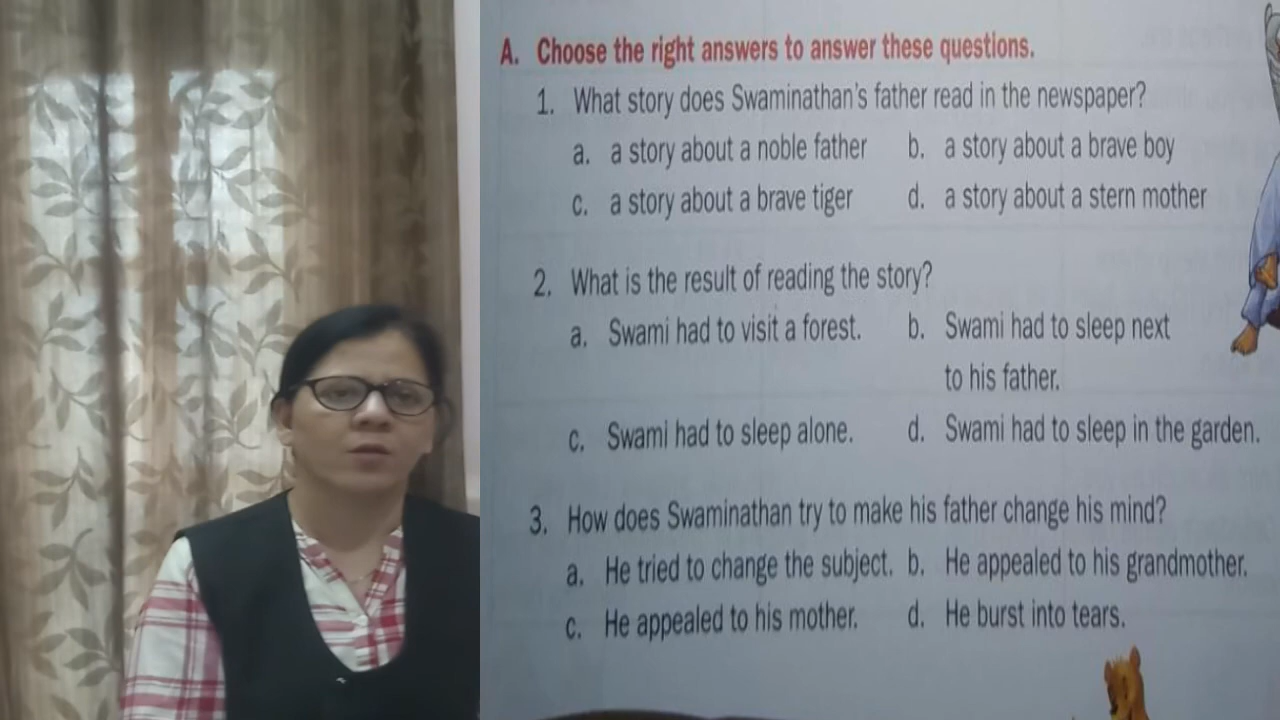 A. Choose the right answers to answer these questions.
1. What story does Swaminathan's father read in the newspaper?
a. a story about a noble father b. a story about a brave boy
c. a story about a brave tiger d. a story about a stern mother
2. What is the result of reading the story?
a. Swami had to visit a forest. b. Swami had to sleep next
to his father.
c. Swami had to sleep alone. d. Swami had to sleep in the garden.
3. How does Swaminathan try to make his father change his mind?
a. He tried to change the subject. b. He appealed to his grandmother.
c. He appealed to his mother. d. He burst into tears.